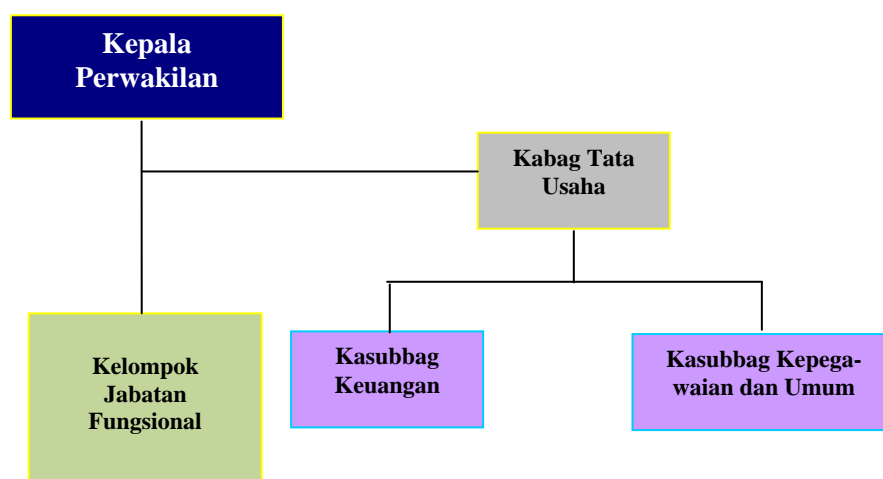 Kepala
Perwakilan
Kabag Tata
Usaha
Kelompok
Jabatan
Fungsional
Kasubbag
Keuangan
Kasubbag Kepega-
waian dan Umum